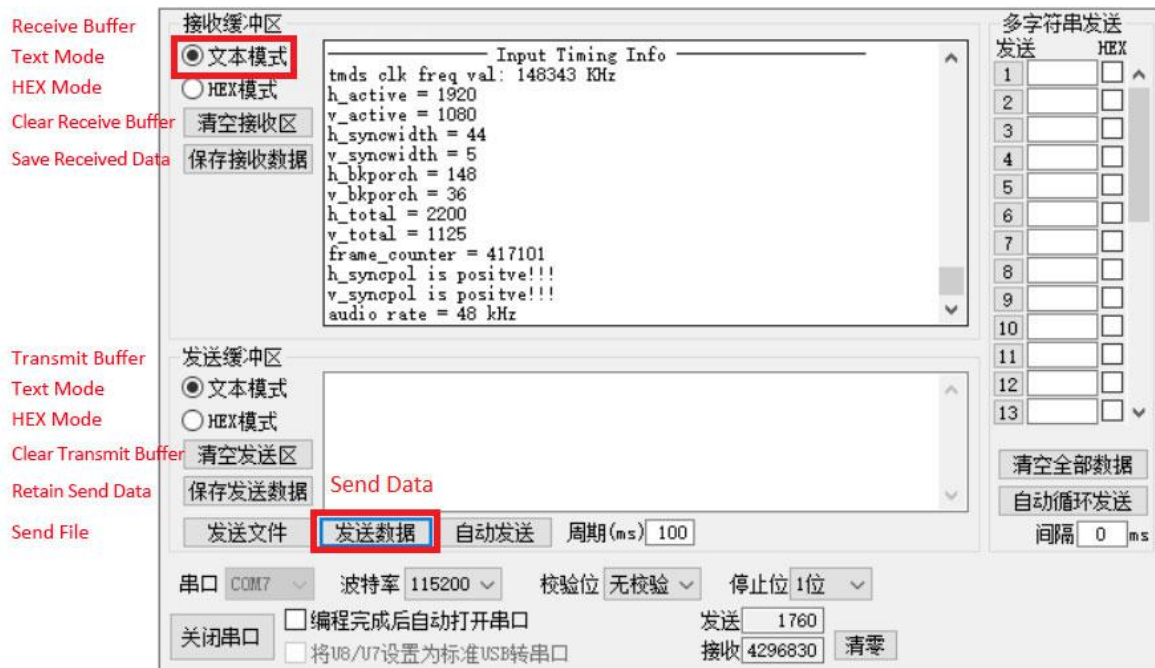 Receive Buffer
Text Mode
HEX Mode
Clear Receive Buffer
Save Received Data
接收缓冲区
文本模式
HEX模式
清空接收区
保存接收数据
Input Timing Info
tmds clk freq val: 148343 KHz
h_active = 1920
v_active = 1080
h_syncwidth = 44
v_syncwidth = 5
h_bkporch = 148
v_bkporch = 36
h_total = 2200
v_total = 1125
frame_counter = 417101
h_syncpol is positve!!!
v_syncpol is positve!!!
audio rate = 48 kHz
Transmit Buffer
Text Mode
HEX Mode
Clear Transmit Buffer
Retain Send Data
Send File
发送缓冲区
文本模式
HEX模式
清空发送区
保存发送数据
Send Data
发送文件 发送数据 自动发送 周期(ms) 100
多字符串发送
发送 HEX
1
2
3
4
5
6
7
8
9
10
11
12
13
清空全部数据
自动循环发送
间隔 0 ms
串口 COM7 波特率 115200 校验位 无校验 停止位 1位
关闭串口
编程完成后自动打开串口
将U8/U7设置为标准USB转串口
发送 1760
接收 4296830 清零